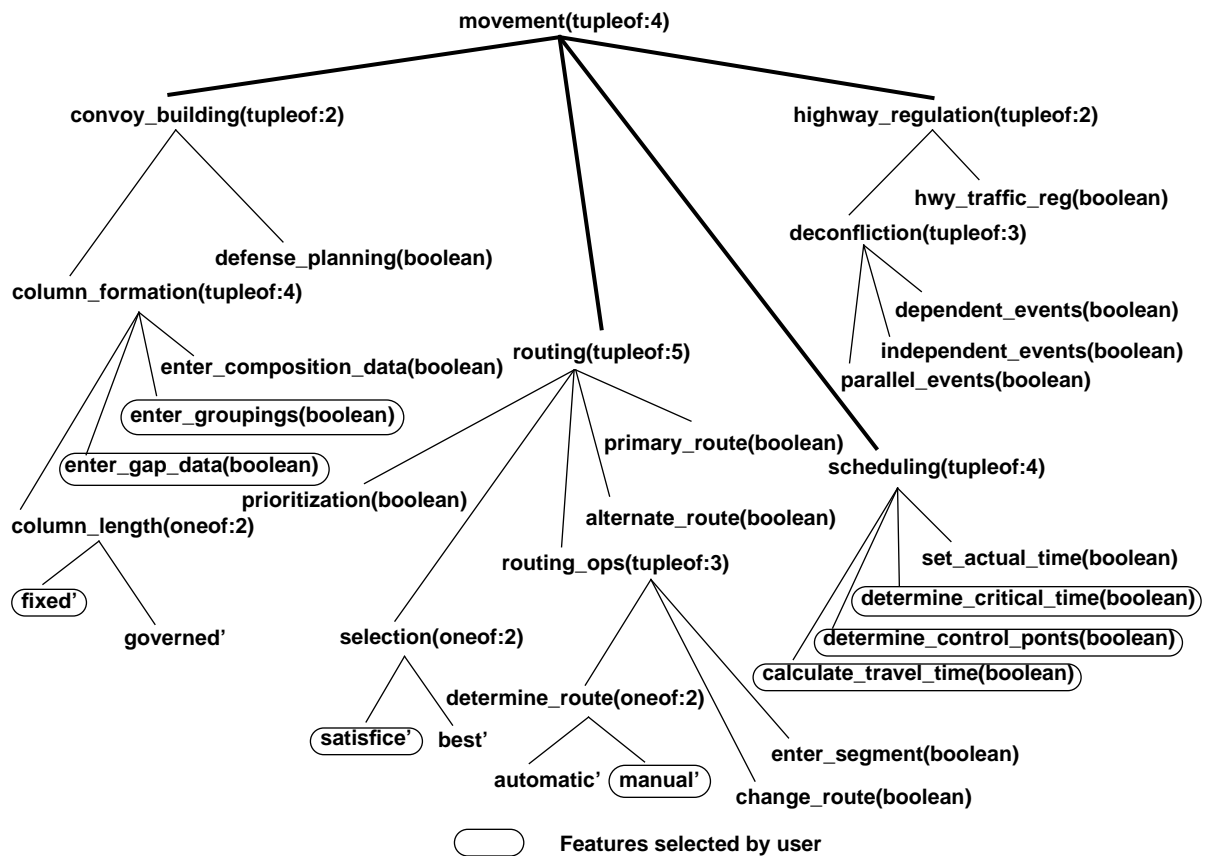 movement(tupleof:4)
convoy_building(tupleof:2)
highway_regulation(tupleof:2)
hwy_traffic_reg(boolean)
deconfliction(tupleof:3)
defense_planning(boolean)
column_formation(tupleof:4)
dependent_events(boolean)
independent_events(boolean)
parallel_events(boolean)
routing(tupleof:5)
enter_composition_data(boolean)
enter_groupings(boolean)
primary_route(boolean)
enter_gap_data(boolean)
scheduling(tupleof:4)
prioritization(boolean)
alternate_route(boolean)
column_length(oneof:2)
routing_ops(tupleof:3)
set_actual_time(boolean)
fixed’
determine_critical_time(boolean)
governed’
selection(oneof:2)
determine_control_ponts(boolean)
calculate_travel_time(boolean)
determine_route(oneof:2)
satisfice’
best’
enter_segment(boolean)
automatic’
manual’
change_route(boolean)
Features selected by user